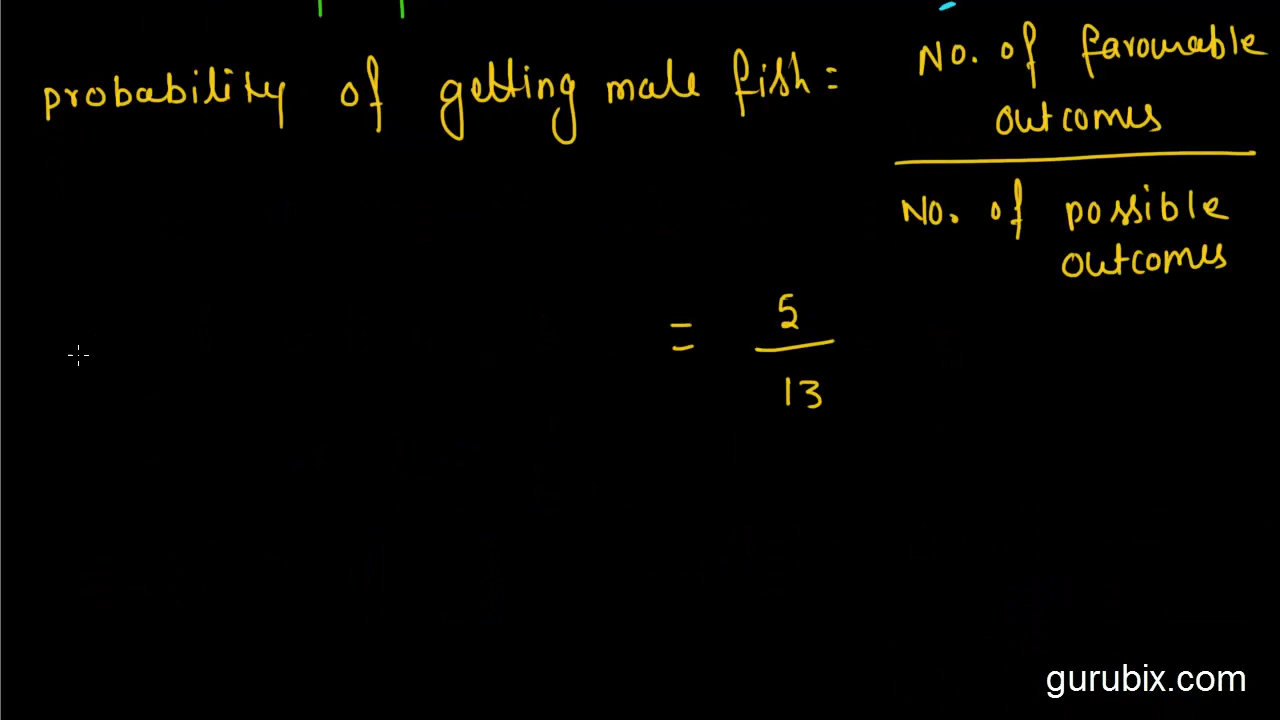 probability of getting male fish = No. of favourable
outcomes
No. of possible
outcomes
= 5
13
gurubix.com